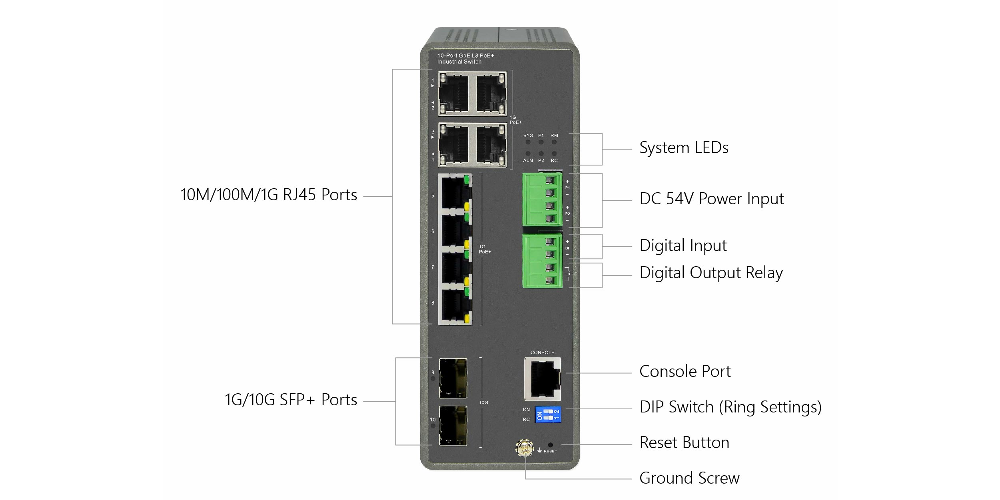 10-Port GbE L3 PoE+
Industrial Switch
1
2
1G
PoE+
3
4
SYS P1 RM
ALM P2 RC
System LEDs
10M/100M/1G RJ45 Ports
5
6
7
8
1G
PoE+
+
P1
-
+
P2
-
DC 54V Power Input
+
DI
-
Digital Input
Digital Output Relay
CONSOLE
Console Port
9
10
10G
1G/10G SFP+ Ports
RM
RC
ON
1 2
DIP Switch (Ring Settings)
RESET
Reset Button
Ground Screw